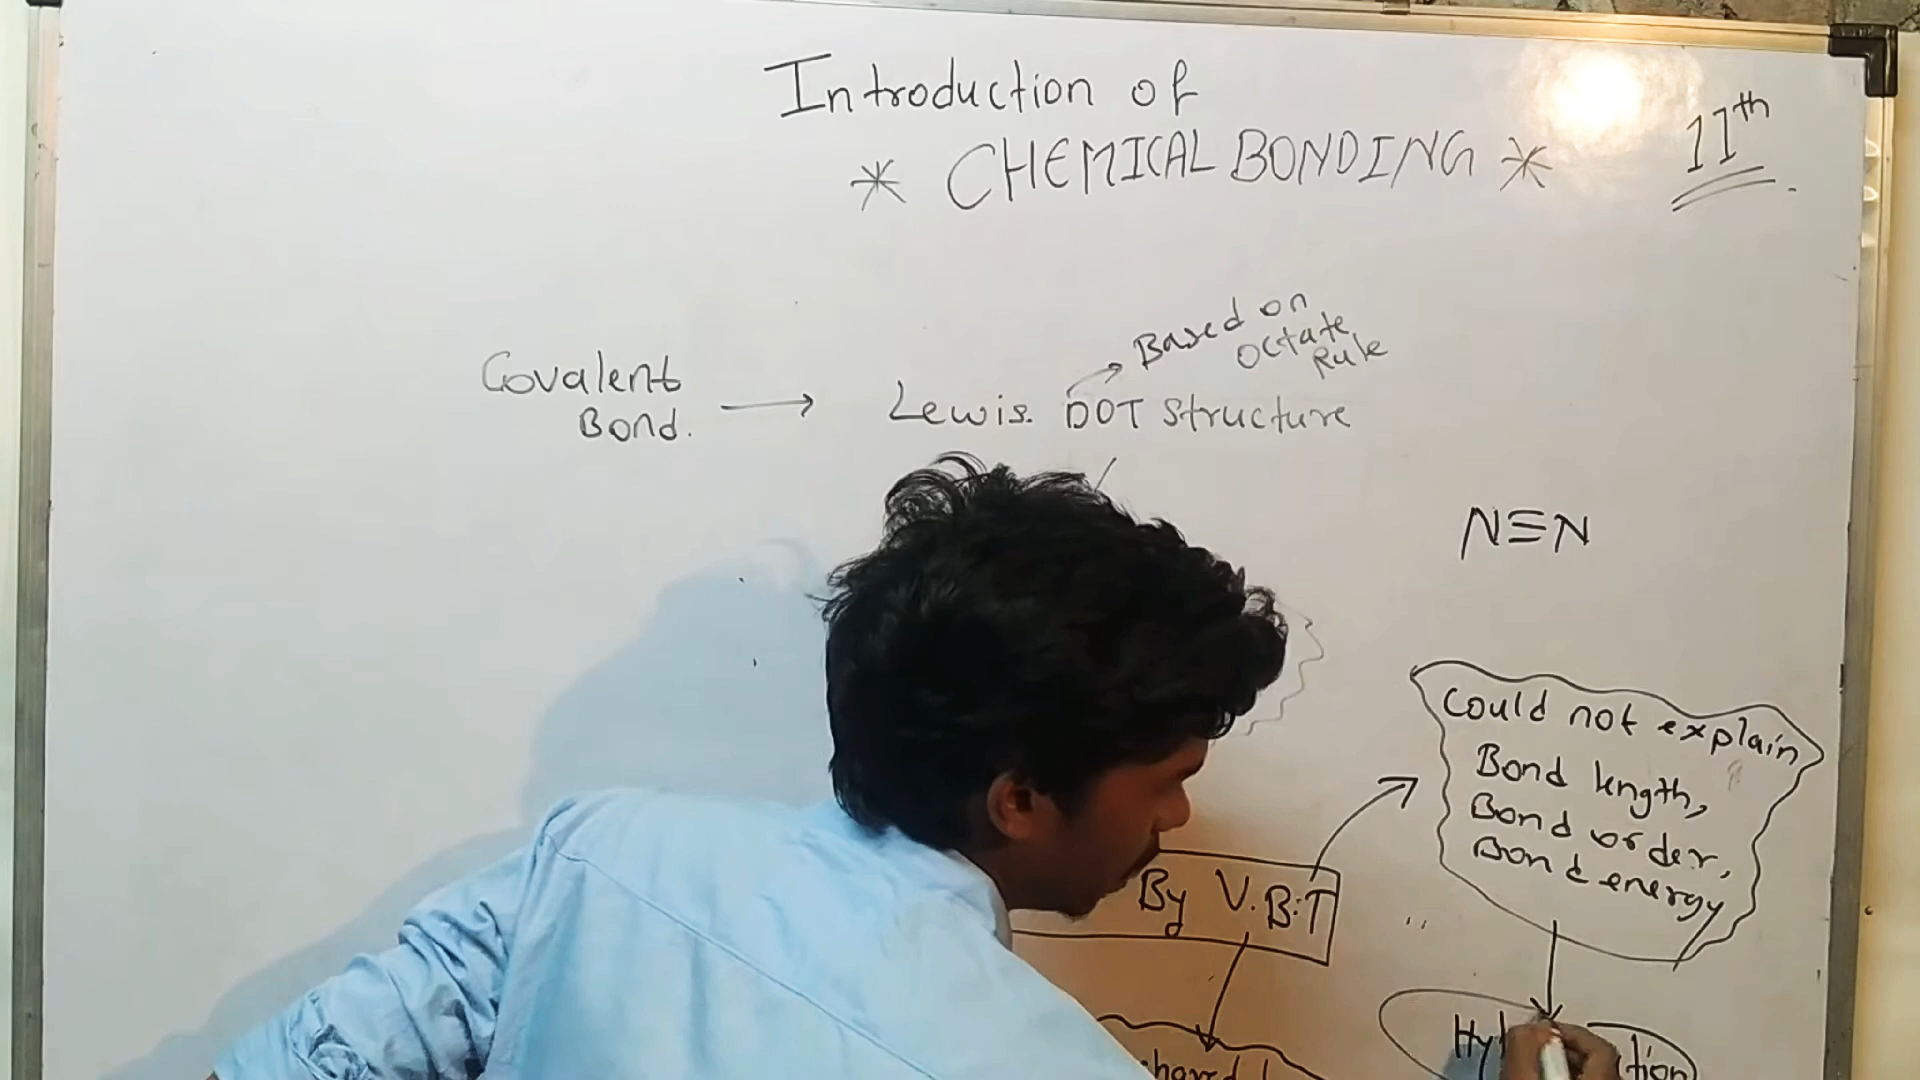 Introduction of
* CHEMICAL BONDING *
11th
Covalent
Bond.
Lewis. DOT Structure
Based on
Octate
Rule
N≡N
Could not explain
Bond length,
Bond order,
Bond energy
By V.B.T